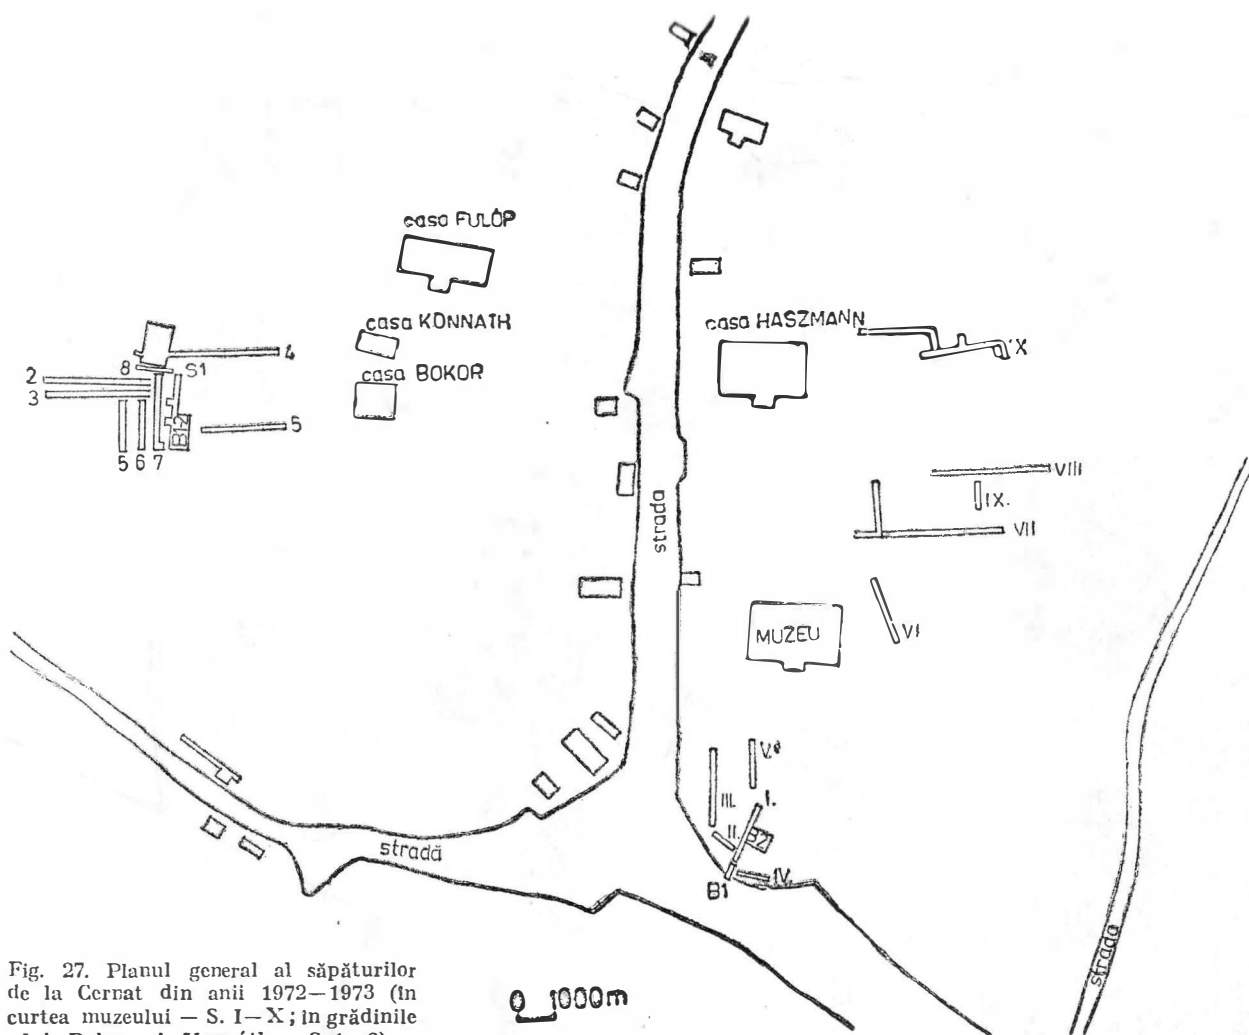 casa FULÖP
casa KONNATH
casa BOKOR
casa HASZMANN
X
4
8
S1
2
3
B12
5
5
6
7
VIII
IX.
VII
strada
VI
MUZEU
V.
III.
I.
II.
B2
IV.
B1
stradă
strada
Fig. 27. Planul general al săpăturilor
de la Cernat din anii 1972—1973 (în
curtea muzeului — S. I—X; în grădinile
0 1000m